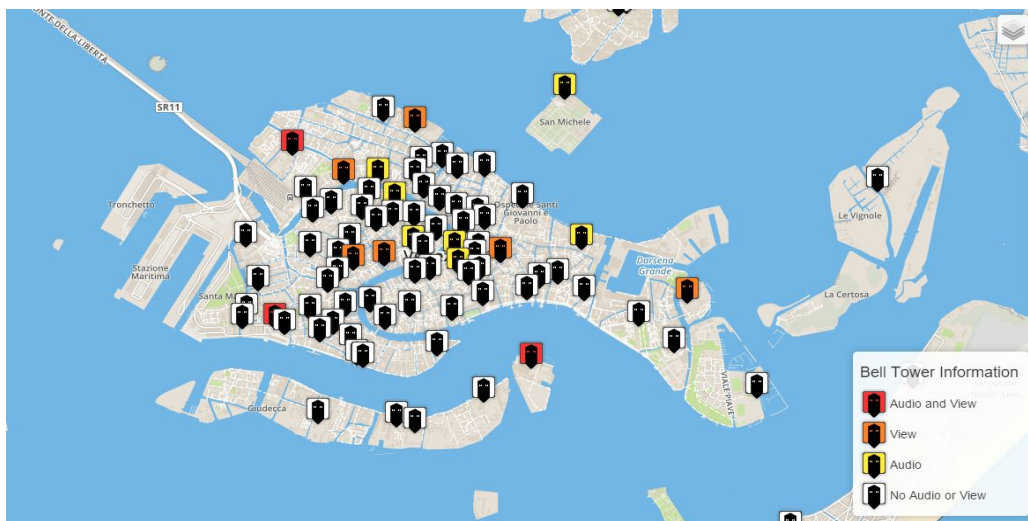 PONTE DELLA LIBERTÀ
SR11
San Michele
Tronchetto
Ospedale Santi
Giovanni e
Paolo
Le Vignole
Stazione
Marittima
Darsena
Grande
Santa Ma
La Certosa
Giudecca
VIALE PIAVE
Bell Tower Information
Audio and View
View
Audio
No Audio or View